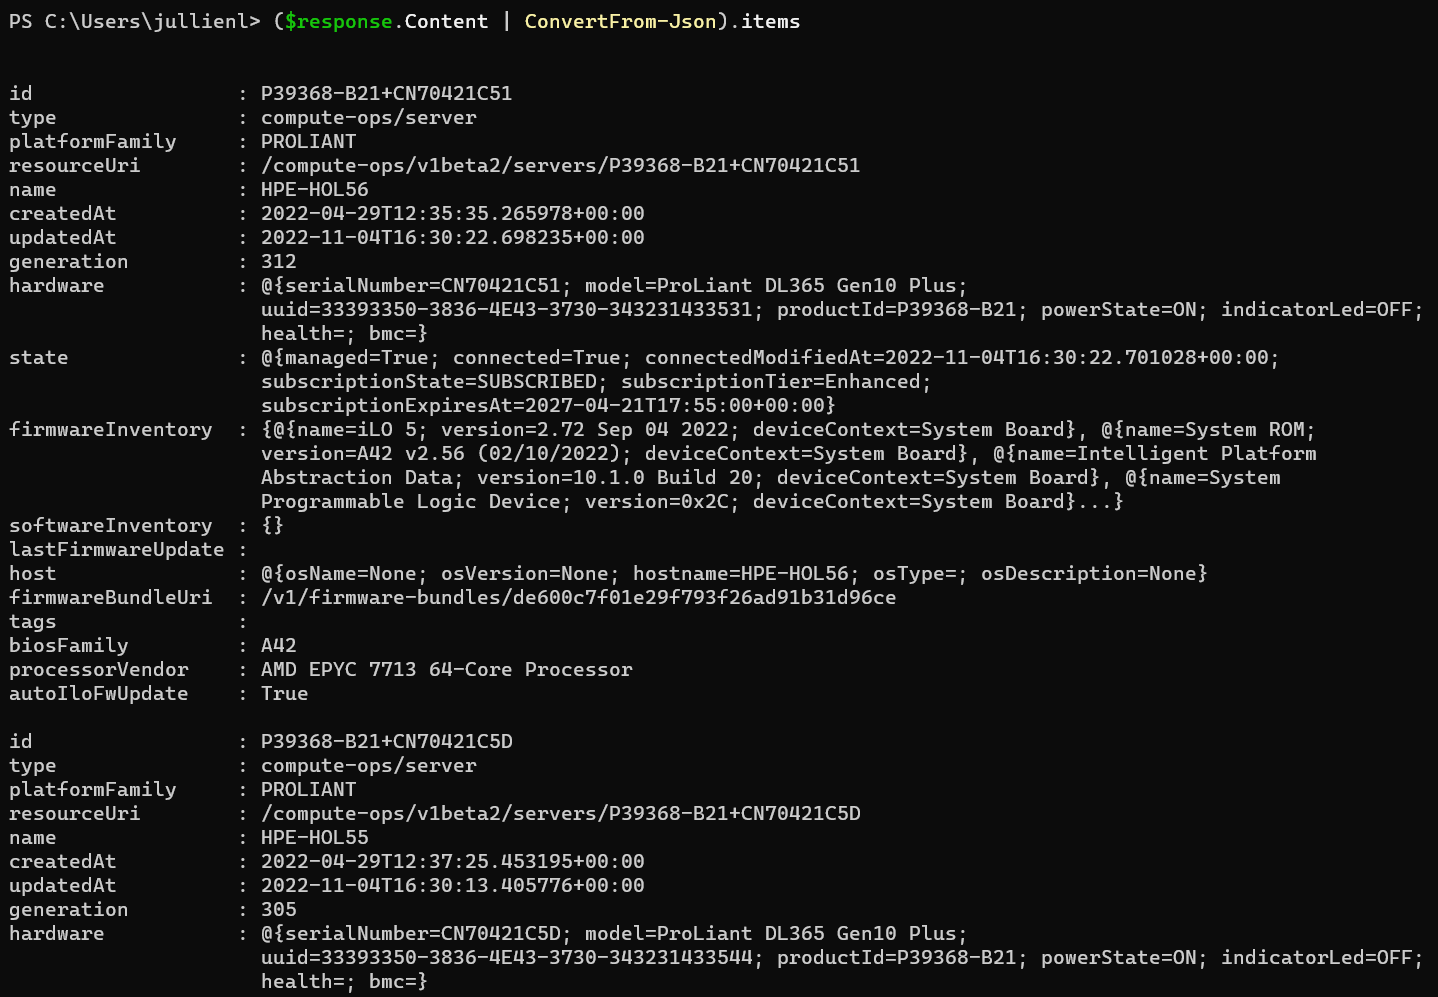 PS C:\Users\jullienl> ($response.Content | ConvertFrom-Json).items
id                 : P39368-B21+CN70421C51
type               : compute-ops/server
platformFamily     : PROLIANT
resourceUri        : /compute-ops/v1beta2/servers/P39368-B21+CN70421C51
name               : HPE-HOL56
createdAt          : 2022-04-29T12:35:35.265978+00:00
updatedAt          : 2022-11-04T16:30:22.698235+00:00
generation         : 312
hardware           : @{serialNumber=CN70421C51; model=ProLiant DL365 Gen10 Plus;
                     uuid=33393350-3836-4E43-3730-343231433531; productId=P39368-B21; powerState=ON; indicatorLed=OFF;
                     health=; bmc=}
state              : @{managed=True; connected=True; connectedModifiedAt=2022-11-04T16:30:22.701028+00:00;
                     subscriptionState=SUBSCRIBED; subscriptionTier=Enhanced;
                     subscriptionExpiresAt=2027-04-21T17:55:00+00:00}
firmwareInventory  : {@{name=iLO 5; version=2.72 Sep 04 2022; deviceContext=System Board}, @{name=System ROM;
                     version=A42 v2.56 (02/10/2022); deviceContext=System Board}, @{name=Intelligent Platform
                     Abstraction Data; version=10.1.0 Build 20; deviceContext=System Board}, @{name=System
                     Programmable Logic Device; version=0x2C; deviceContext=System Board}...}
softwareInventory  : {}
lastFirmwareUpdate :
host               : @{osName=None; osVersion=None; hostname=HPE-HOL56; osType=; osDescription=None}
firmwareBundleUri  : /v1/firmware-bundles/de600c7f01e29f793f26ad91b31d96ce
tags               :
biosFamily         : A42
processorVendor    : AMD EPYC 7713 64-Core Processor
autoIloFwUpdate    : True
id                 : P39368-B21+CN70421C5D
type               : compute-ops/server
platformFamily     : PROLIANT
resourceUri        : /compute-ops/v1beta2/servers/P39368-B21+CN70421C5D
name               : HPE-HOL55
createdAt          : 2022-04-29T12:37:25.453195+00:00
updatedAt          : 2022-11-04T16:30:13.405776+00:00
generation         : 305
hardware           : @{serialNumber=CN70421C5D; model=ProLiant DL365 Gen10 Plus;
                     uuid=33393350-3836-4E43-3730-343231433544; productId=P39368-B21; powerState=ON; indicatorLed=OFF;
                     health=; bmc=}